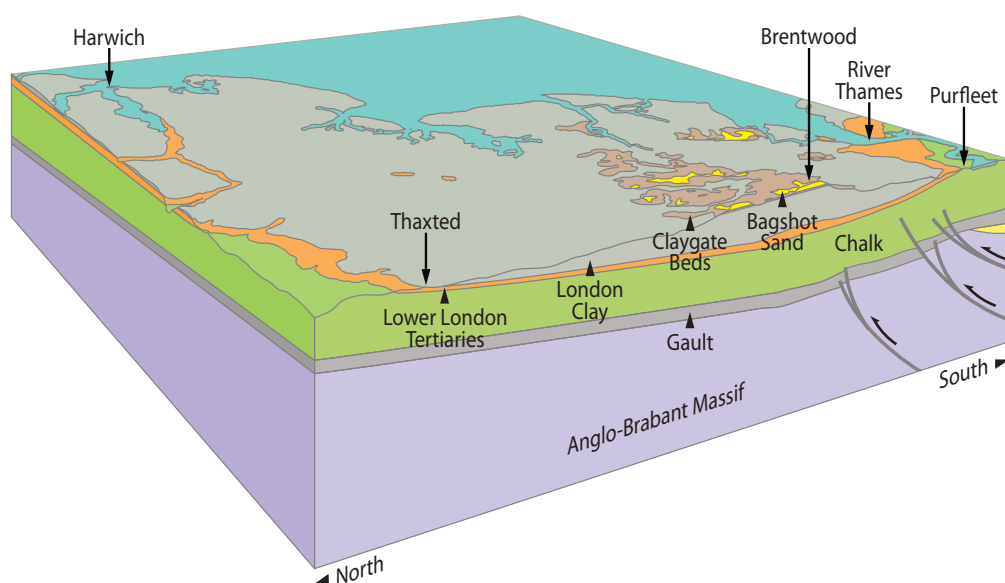 Harwich
Brentwood
River
Thames
Purfleet
Thaxted
Claygate
Beds
Bagshot
Sand
Chalk
Lower London
Tertiaries
London
Clay
Gault
Anglo-Brabant Massif
South
North